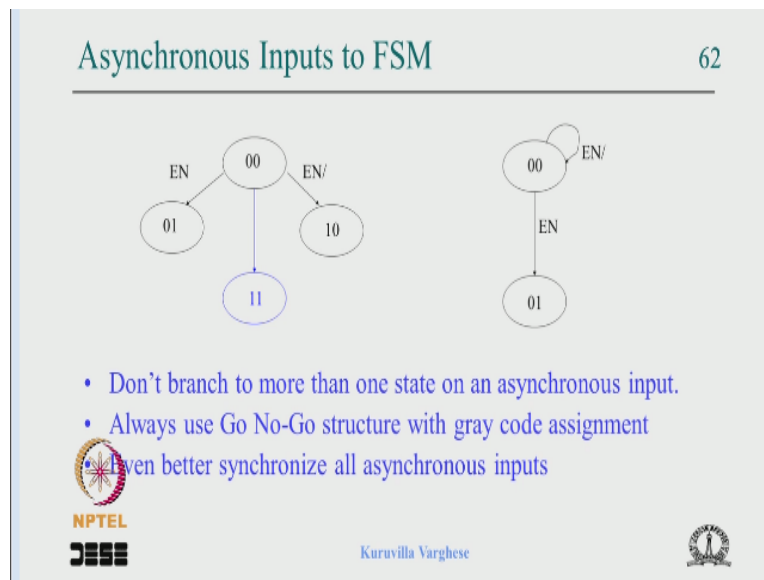 Asynchronous Inputs to FSM 62
EN 00 EN/
01 10
11
00 EN/
EN
01
• Don't branch to more than one state on an asynchronous input.
• Always use Go No-Go structure with gray code assignment
ven better synchronize all asynchronous inputs
NPTEL
DESE
Kuruvilla Varghese